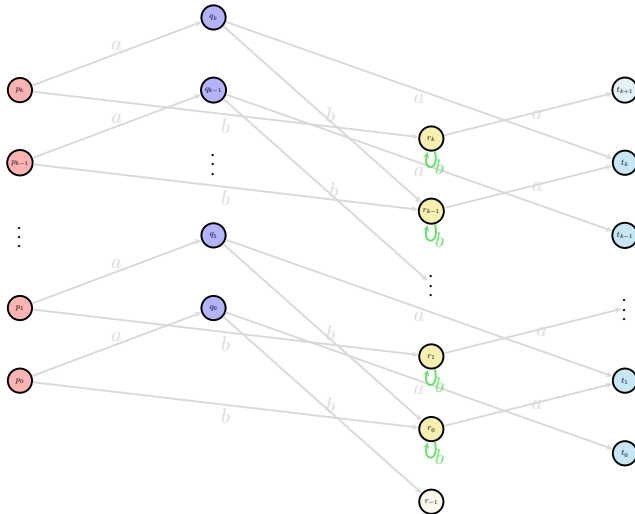 q_k
a
p_k
q_{k-1}
t_{k+1}
a
b
a
a
b
r_k
p_{k-1}
⋮
a
t_k
b
b
b
a
r_{k-1}
b
⋮
q_1
t_{k-1}
b
a
⋮
⋮
p_1
q_0
a
a
b
b
a
r_1
p_0
a
b
t_1
b
b
a
r_0
b
t_0
r_{-1}